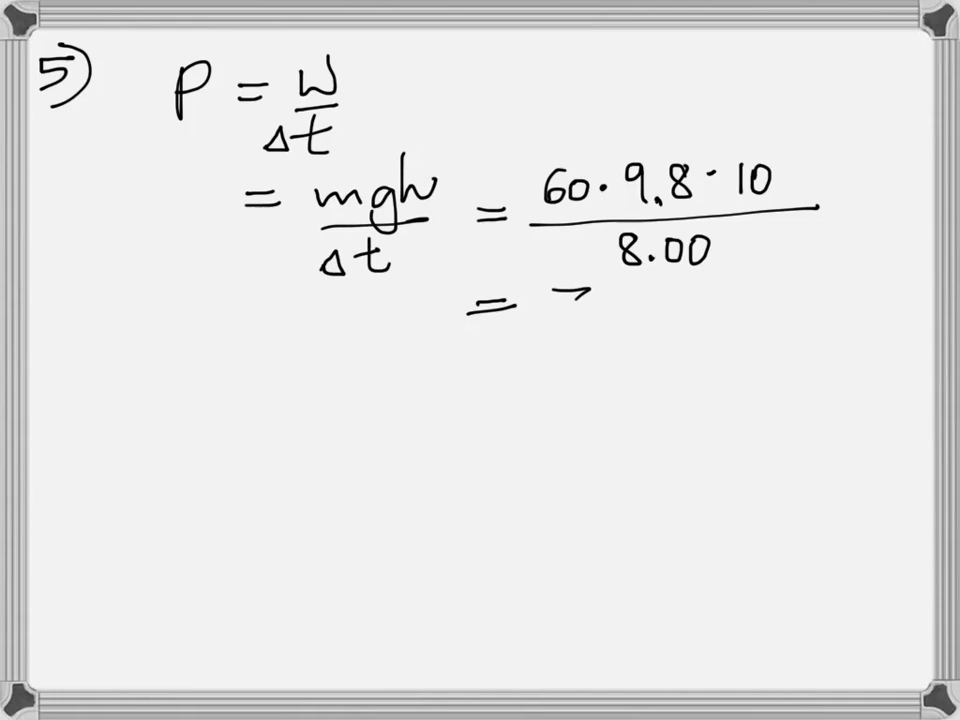 5) P = W
Δt
= mgh = 60 · 9.8 · 10
Δt 8.00
=